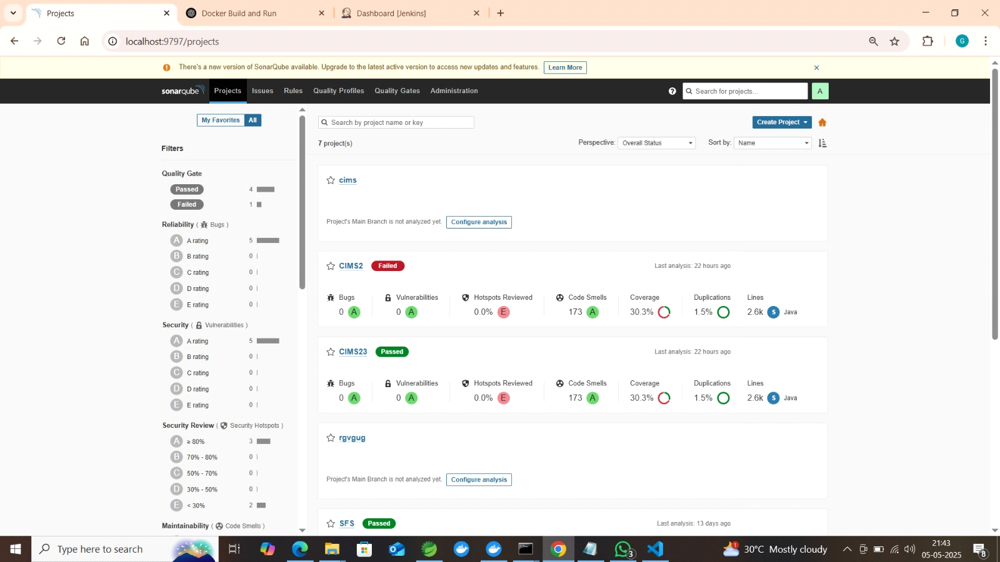 Projects
Docker Build and Run
Dashboard [Jenkins]
localhost:9797/projects
G
There's a new version of SonarQube available. Upgrade to the latest active version to access new updates and features. Learn More
sonarqube Projects Issues Rules Quality Profiles Quality Gates Administration Search for projects... A
My Favorites All
Search by project name or key
Create Project
7 project(s)
Perspective: Overall Status
Sort by: Name
Filters
Quality Gate
Passed 4
Failed 1
Reliability ( Bugs )
A A rating 5
B B rating 0
C C rating 0
D D rating 0
E E rating 0
Security ( Vulnerabilities )
A A rating 5
B B rating 0
C C rating 0
D D rating 0
E E rating 0
Security Review ( Security Hotspots )
A ≥ 80% 3
B 70% - 80% 0
C 50% - 70% 0
D 30% - 50% 0
E < 30% 2
Maintainability ( Code Smells )
cims
Project's Main Branch is not analyzed yet. Configure analysis
CIMS2 Failed Last analysis: 22 hours ago
Bugs Vulnerabilities Hotspots Reviewed Code Smells Coverage Duplications Lines
0 A 0 A 0.0% E 173 A 30.3% 1.5% 2.6k S Java
CIMS23 Passed Last analysis: 22 hours ago
Bugs Vulnerabilities Hotspots Reviewed Code Smells Coverage Duplications Lines
0 A 0 A 0.0% E 173 A 30.3% 1.5% 2.6k S Java
rgvgug
Project's Main Branch is not analyzed yet. Configure analysis
SFS Passed Last analysis: 13 days ago
Type here to search
3
1
30°C Mostly cloudy
21:43
05-05-2025
8